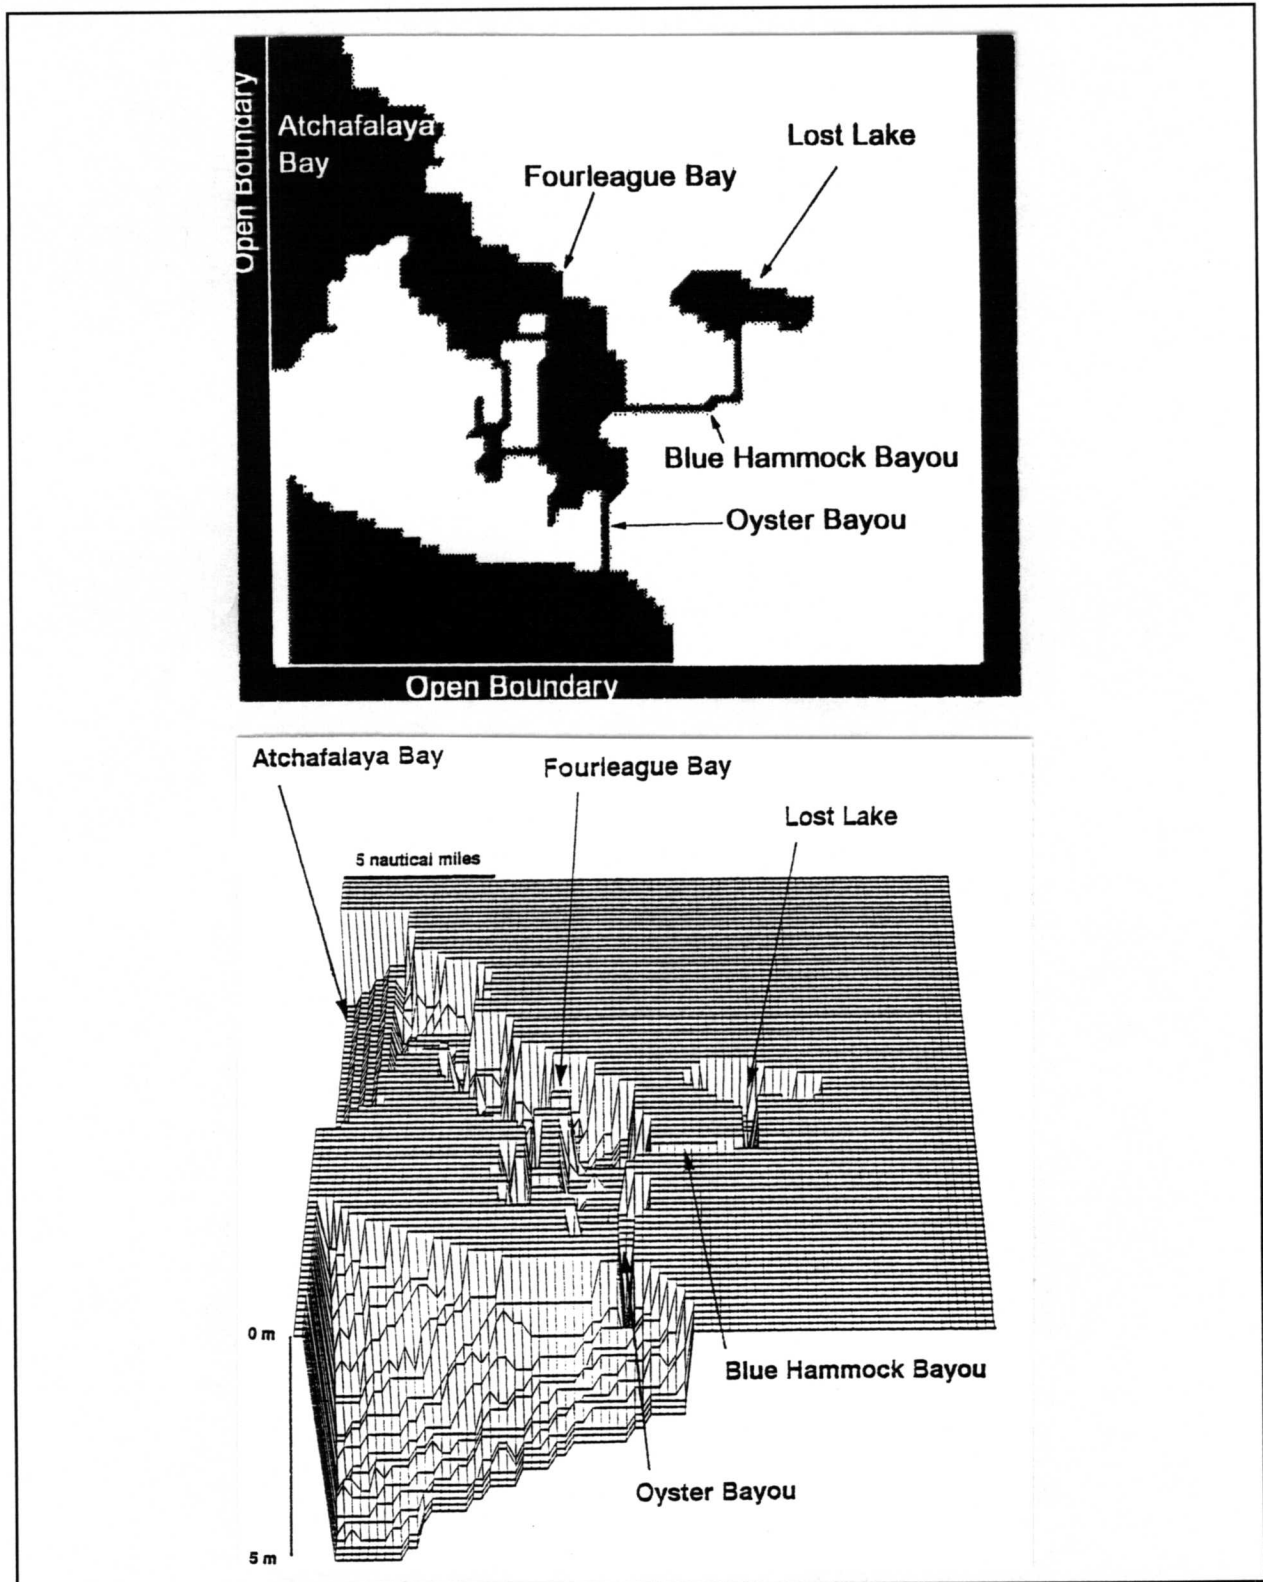 Open Boundary
Atchafalaya
Bay
Fourleague Bay
Lost Lake
Blue Hammock Bayou
Oyster Bayou
Open Boundary
Atchafalaya Bay
Fourleague Bay
Lost Lake
5 nautical miles
0 m
Blue Hammock Bayou
Oyster Bayou
5 m